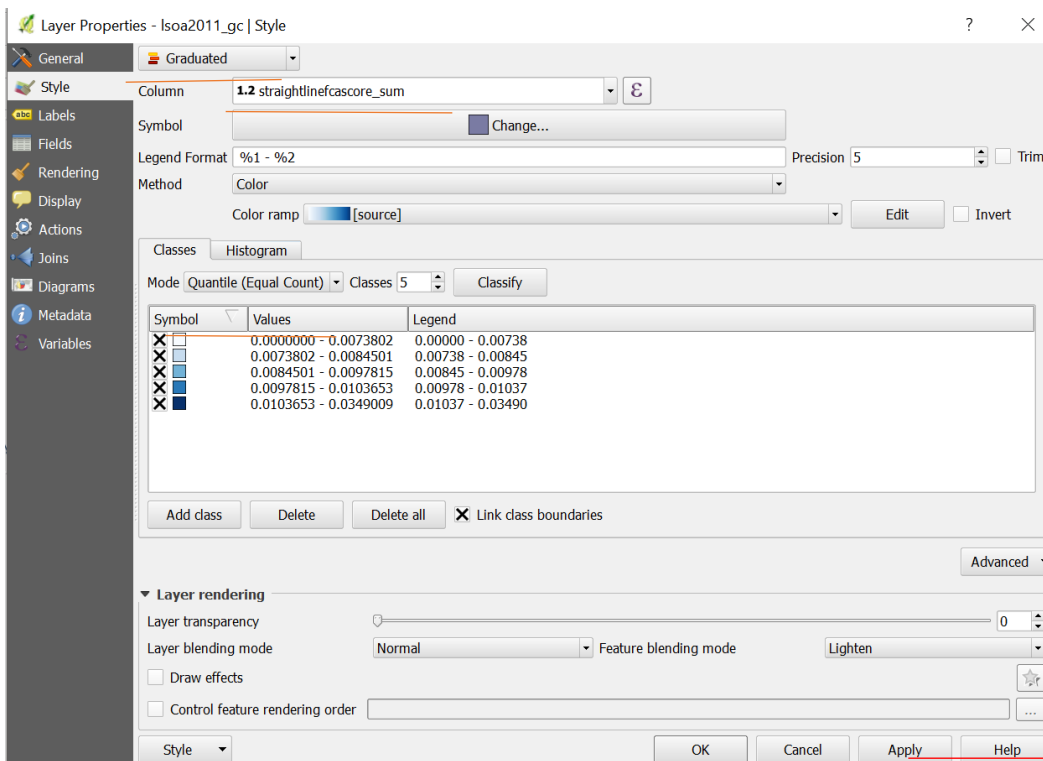 Layer Properties - lsoa2011_gc | Style ? ×
General
Style
Labels
Fields
Rendering
Display
Actions
Joins
Diagrams
Metadata
Variables
Graduated
Column 1.2 straightlinefcascore_sum ε
Symbol Change...
Legend Format %1 - %2 Precision 5 Trim
Method Color
Color ramp [source] Edit Invert
Classes Histogram
Mode Quantile (Equal Count) Classes 5 Classify
Symbol Values Legend
0.0000000 - 0.0073802 0.00000 - 0.00738
0.0073802 - 0.0084501 0.00738 - 0.00845
0.0084501 - 0.0097815 0.00845 - 0.00978
0.0097815 - 0.0103653 0.00978 - 0.01037
0.0103653 - 0.0349009 0.01037 - 0.03490
Add class Delete Delete all Link class boundaries
Advanced
Layer rendering
Layer transparency 0
Layer blending mode Normal Feature blending mode Lighten
Draw effects
Control feature rendering order ...
Style OK Cancel Apply Help